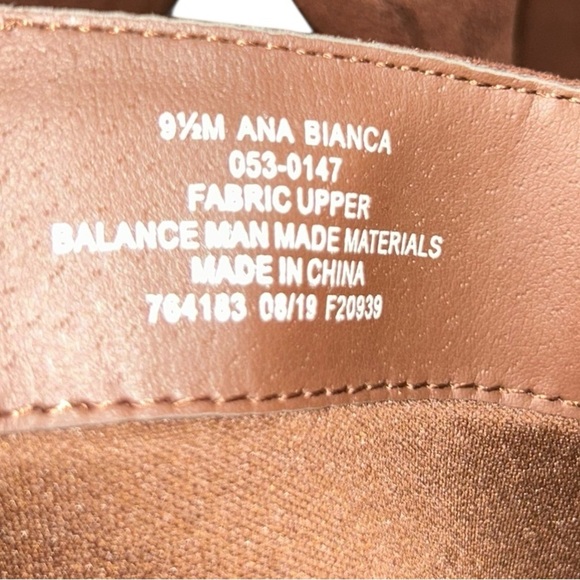 9½M ANA BIANCA
053-0147
FABRIC UPPER
BALANCE MAN MADE MATERIALS
MADE IN CHINA
764183 08/19 F20939